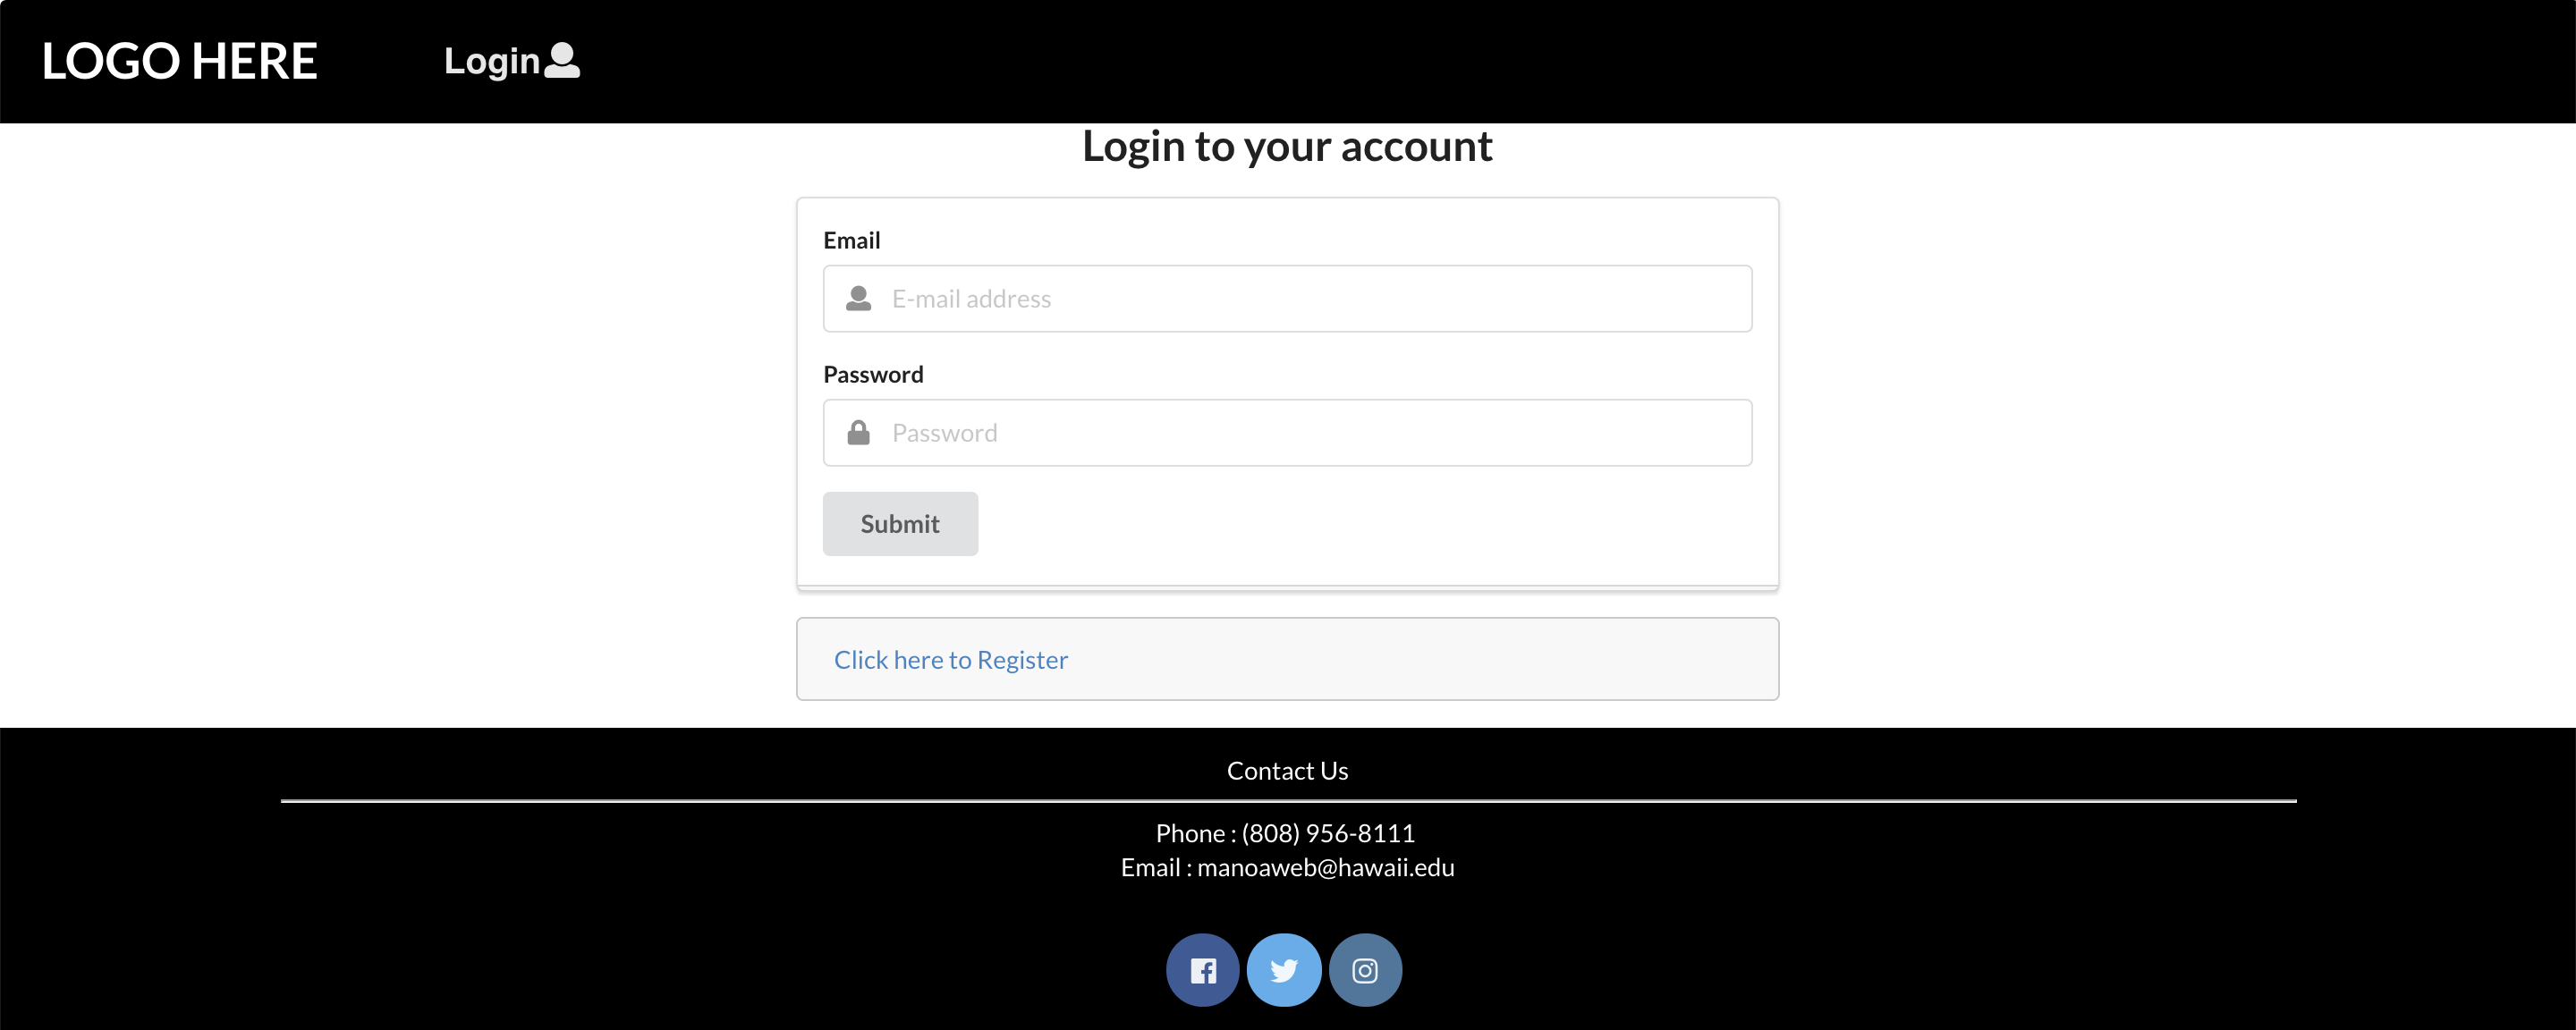 LOGO HERE Login
Login to your account
Email
E-mail address
Password
Password
Submit
Click here to Register
Contact Us
Phone : (808) 956-8111
Email : manoaweb@hawaii.edu